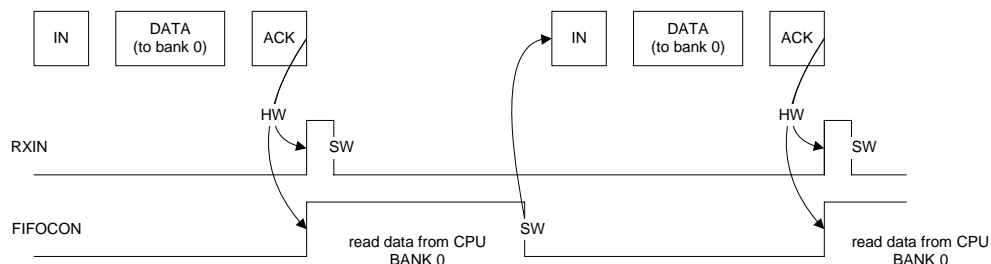 IN DATA ACK IN DATA ACK
(to bank 0) (to bank 0)
HW HW
RXIN SW SW
FIFOCON SW
read data from CPU read data from CPU
BANK 0 BANK 0